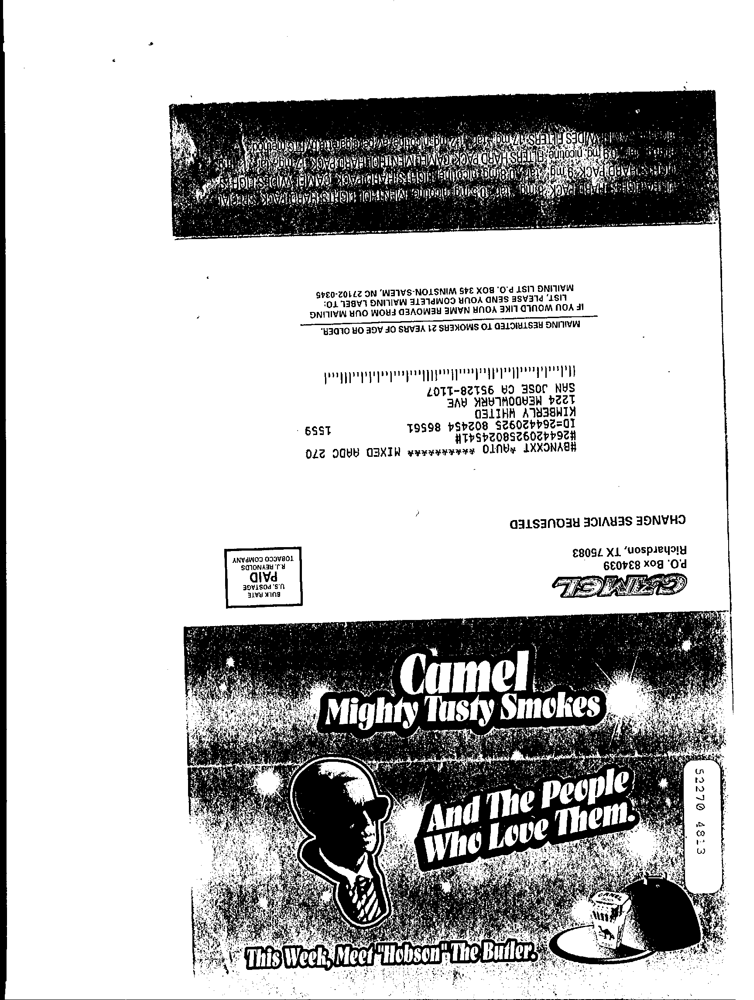 CAMEL
P.O. Box 834039
Richardson, TX 75083
BULK RATE
U.S. POSTAGE
PAID
R.J. REYNOLDS
TOBACCO COMPANY
CHANGE SERVICE REQUESTED
#BYNCXXT *AUTO ********** MIXED AADC 270
#2644209258024541#
ID=264420925 802454 86561 1559
KIMBERLY WHITED
1224 MEADOWLARK AVE
SAN JOSE CA 95128-1107
MAILING RESTRICTED TO SMOKERS 21 YEARS OF AGE OR OLDER.
IF YOU WOULD LIKE YOUR NAME REMOVED FROM OUR MAILING
LIST, PLEASE SEND YOUR COMPLETE MAILING LABEL TO:
MAILING LIST P.O. BOX 345 WINSTON-SALEM, NC 27102-0345
Camel
Mighty Tasty Smokes
And The People
Who Love Them.
This Week, Meet "Hobson" The Butler.
52270 4813